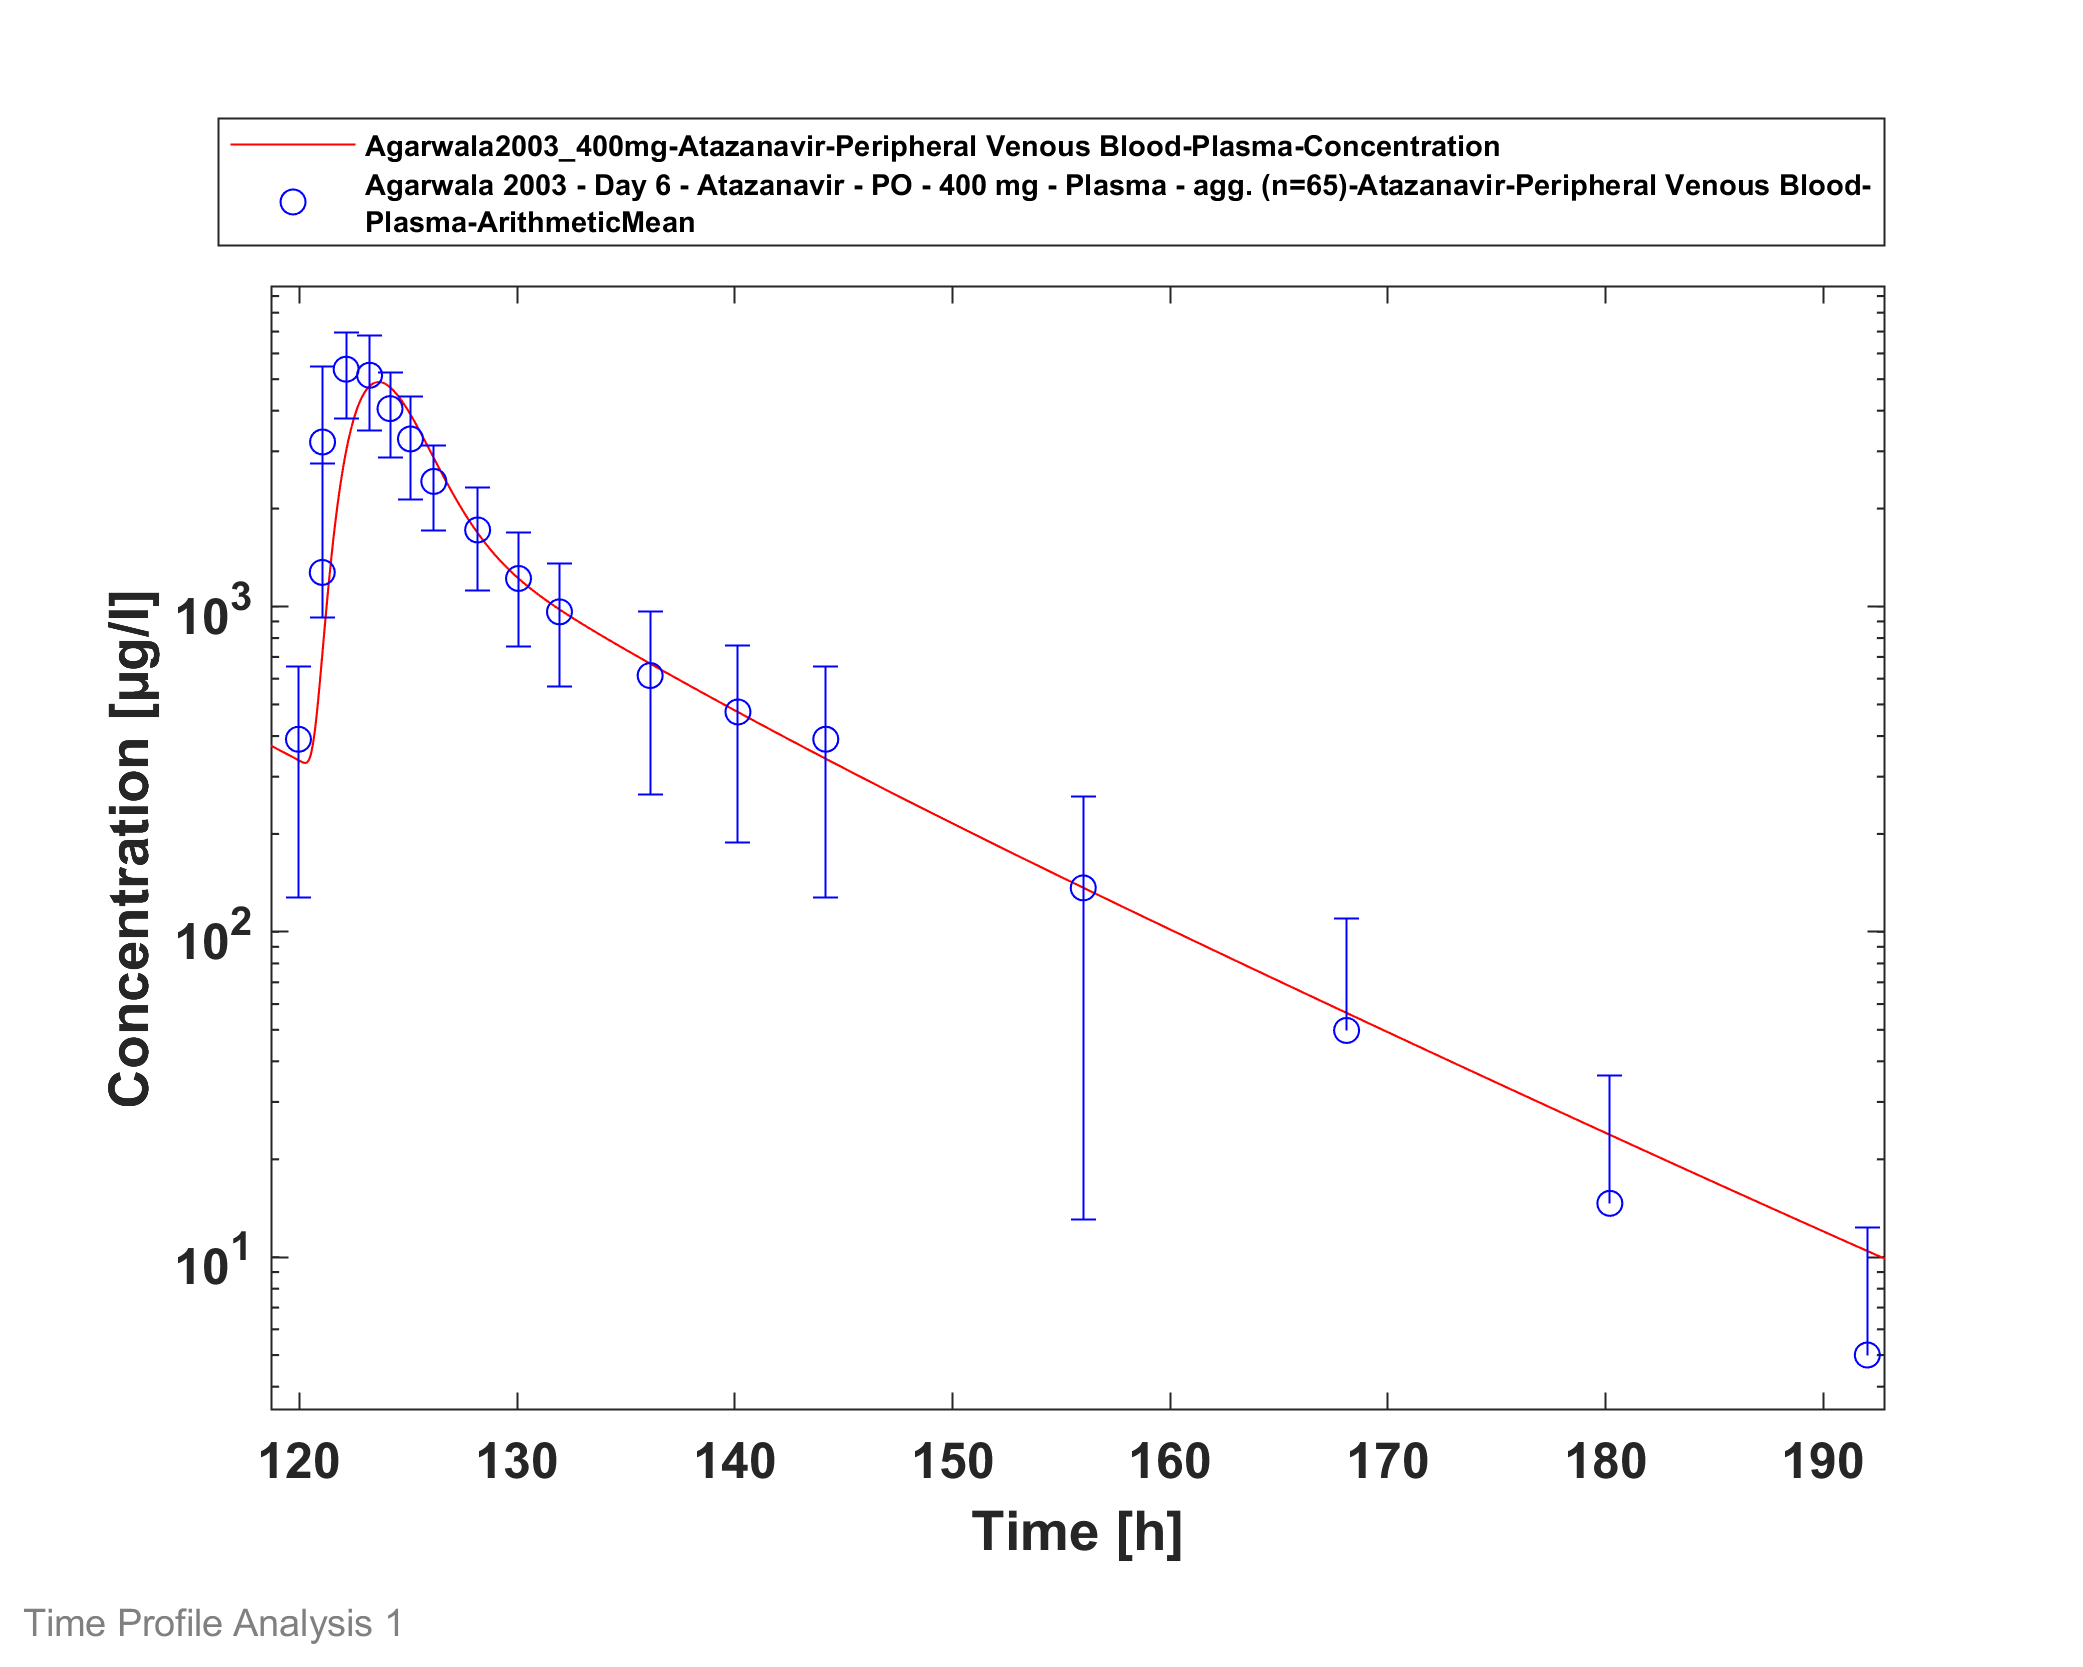 Agarwala2003_400mg-Atazanavir-Peripheral Venous Blood-Plasma-Concentration
Agarwala 2003 - Day 6 - Atazanavir - PO - 400 mg - Plasma - agg. (n=65)-Atazanavir-Peripheral Venous Blood-
Plasma-ArithmeticMean
Concentration [µg/l]
10³
10²
10¹
120 130 140 150 160 170 180 190
Time [h]
Time Profile Analysis 1